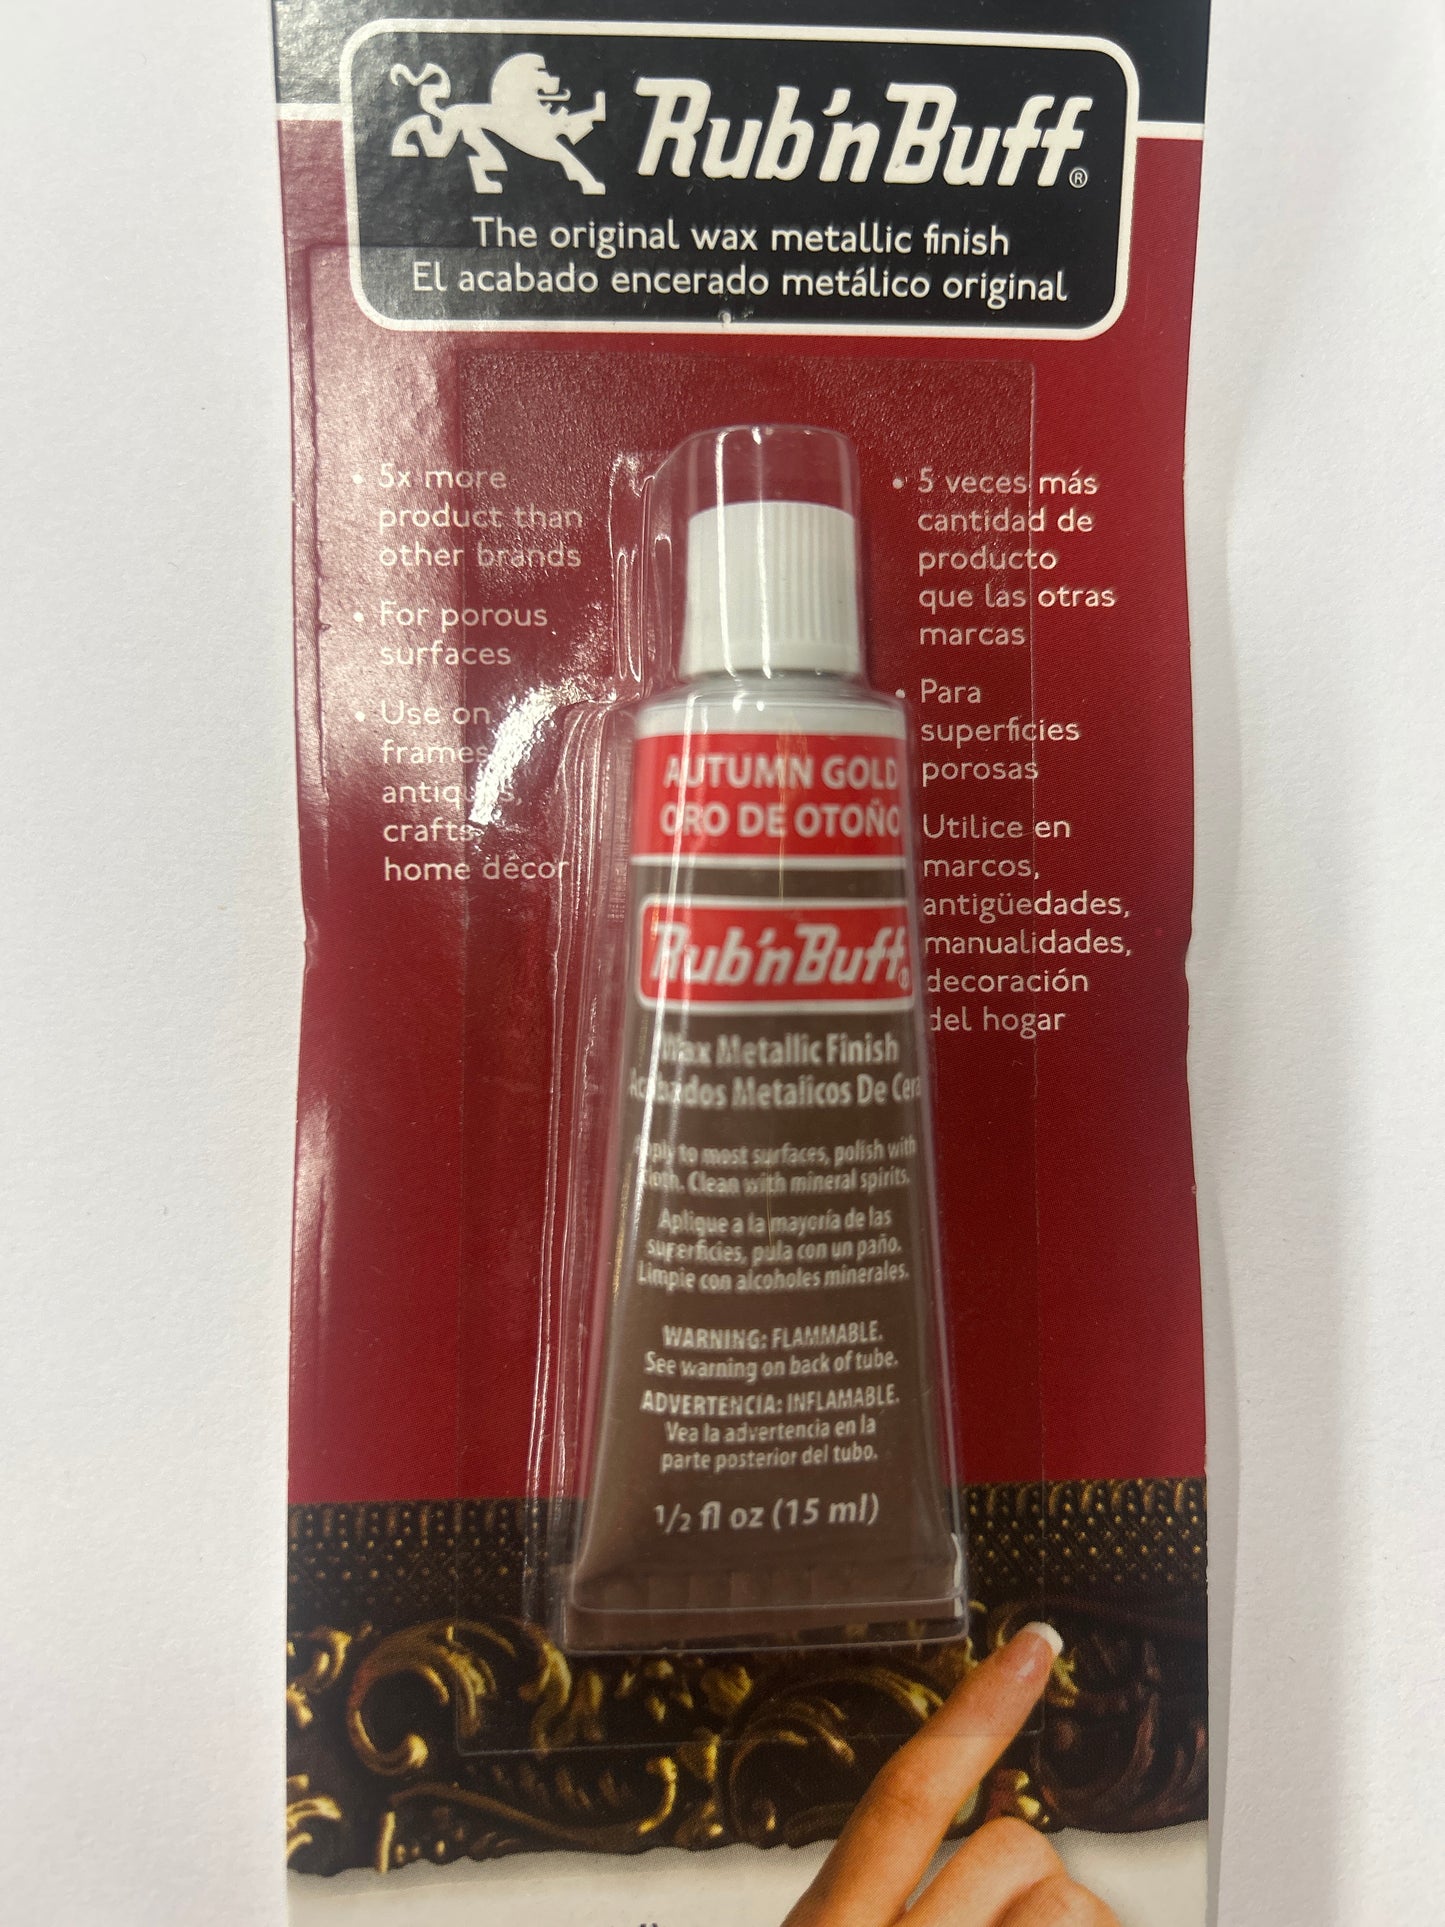 Rub 'n Buff®
The original wax metallic finish
El acabado encerado metálico original
• 5x more
product than
other brands
• For porous
surfaces
• Use on
frames
antiques,
crafts
home décor
• 5 veces más
cantidad de
producto
que las otras
marcas
• Para
superficies
porosas
Utilice en
marcos,
antigüedades,
manualidades,
decoración
del hogar
AUTUMN GOLD
ORO DE OTOÑO
Rub 'n Buff®
Wax Metallic Finish
Acabados Metalicos De Cera
Apply to most surfaces, polish with
cloth. Clean with mineral spirits.
Aplique a la mayoría de las
superficies, pula con un paño.
Limpie con alcoholes minerales.
WARNING: FLAMMABLE.
See warning on back of tube.
ADVERTENCIA: INFLAMABLE.
Vea la advertencia en la
parte posterior del tubo.
1/2 fl oz (15 ml)